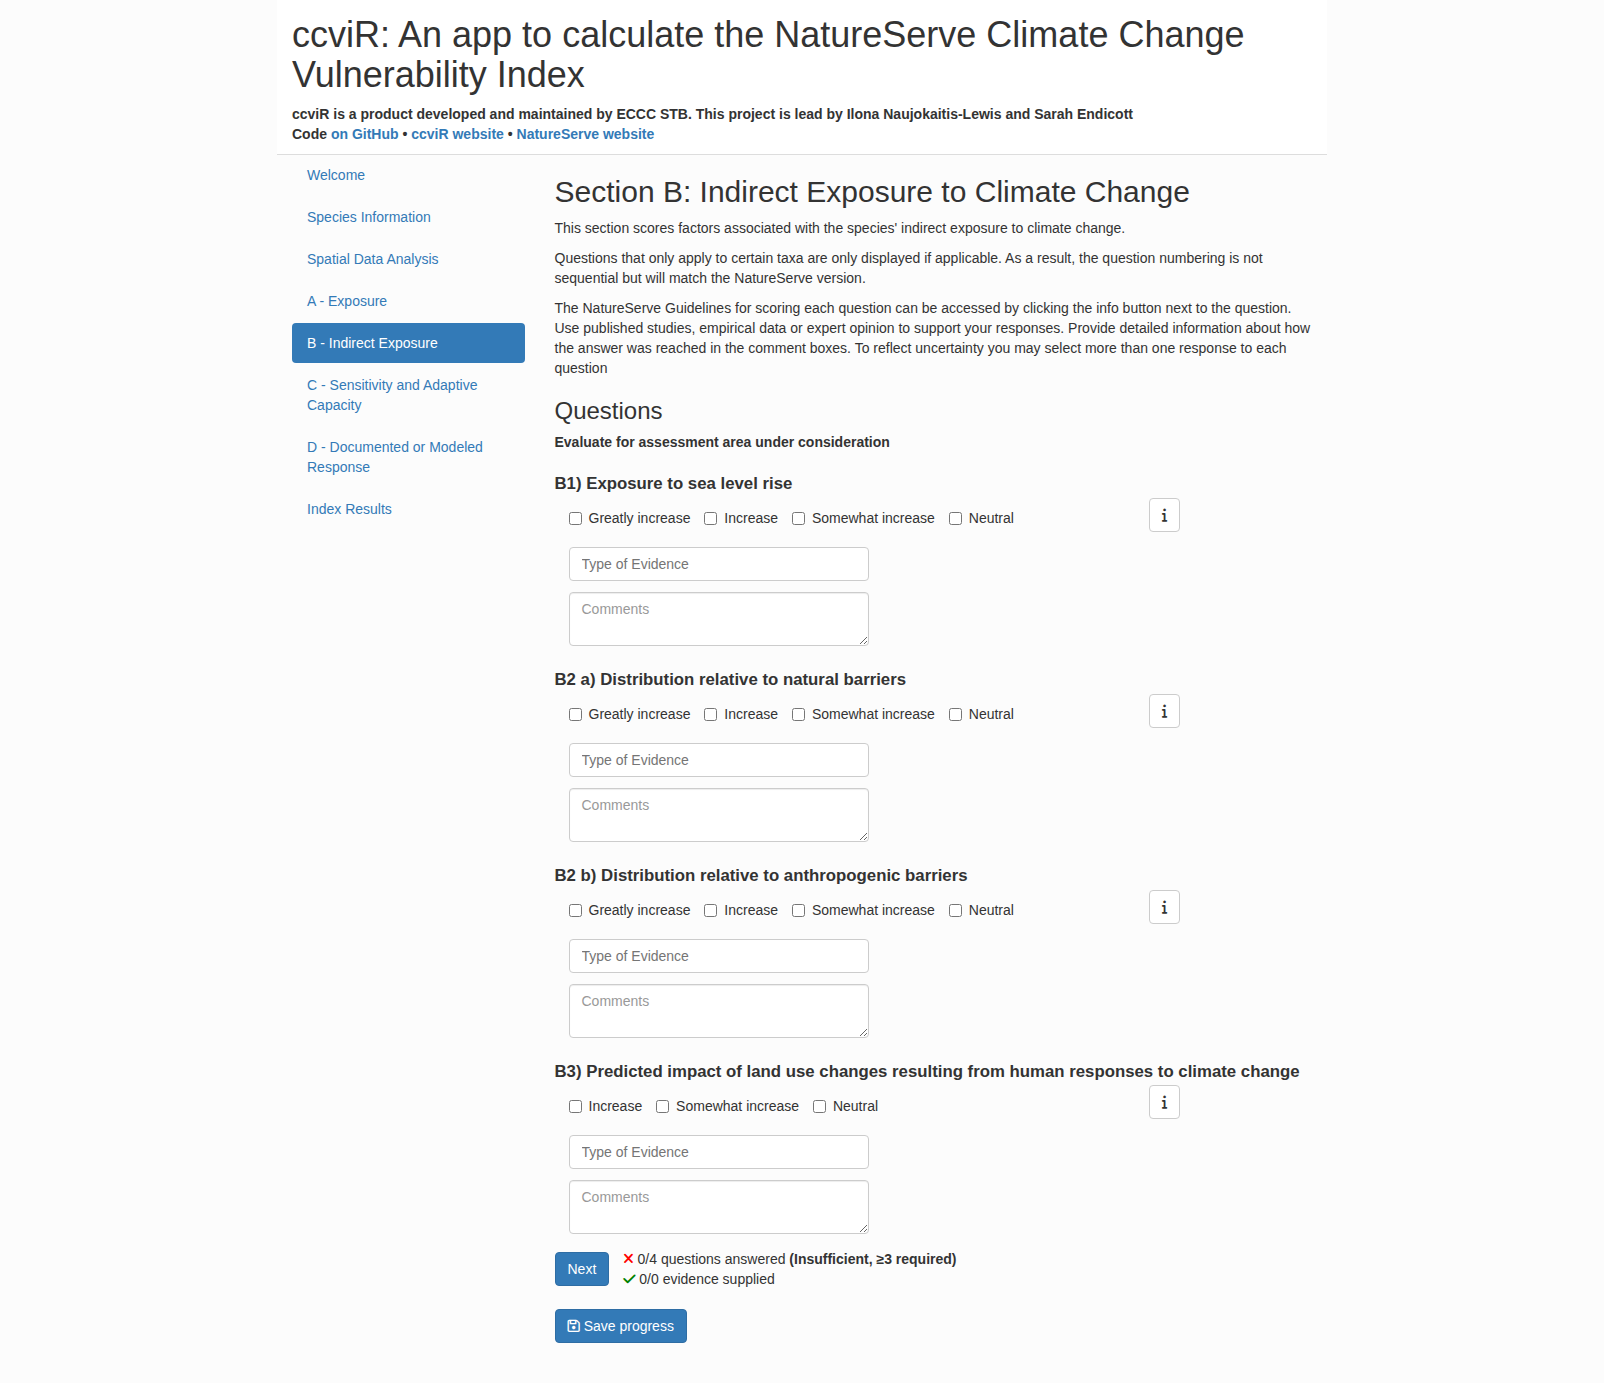 ccviR: An app to calculate the NatureServe Climate Change
Vulnerability Index
ccviR is a product developed and maintained by ECCC STB. This project is lead by Ilona Naujokaitis-Lewis and Sarah Endicott
Code on GitHub • ccviR website • NatureServe website
Welcome
Species Information
Spatial Data Analysis
A - Exposure
B - Indirect Exposure
C - Sensitivity and Adaptive
Capacity
D - Documented or Modeled
Response
Index Results
Section B: Indirect Exposure to Climate Change
This section scores factors associated with the species' indirect exposure to climate change.
Questions that only apply to certain taxa are only displayed if applicable. As a result, the question numbering is not
sequential but will match the NatureServe version.
The NatureServe Guidelines for scoring each question can be accessed by clicking the info button next to the question.
Use published studies, empirical data or expert opinion to support your responses. Provide detailed information about how
the answer was reached in the comment boxes. To reflect uncertainty you may select more than one response to each
question
Questions
Evaluate for assessment area under consideration
B1) Exposure to sea level rise
Greatly increase Increase Somewhat increase Neutral
Type of Evidence
Comments
B2 a) Distribution relative to natural barriers
Greatly increase Increase Somewhat increase Neutral
Type of Evidence
Comments
B2 b) Distribution relative to anthropogenic barriers
Greatly increase Increase Somewhat increase Neutral
Type of Evidence
Comments
B3) Predicted impact of land use changes resulting from human responses to climate change
Increase Somewhat increase Neutral
Type of Evidence
Comments
Next
0/4 questions answered (Insufficient, ≥3 required)
0/0 evidence supplied
Save progress